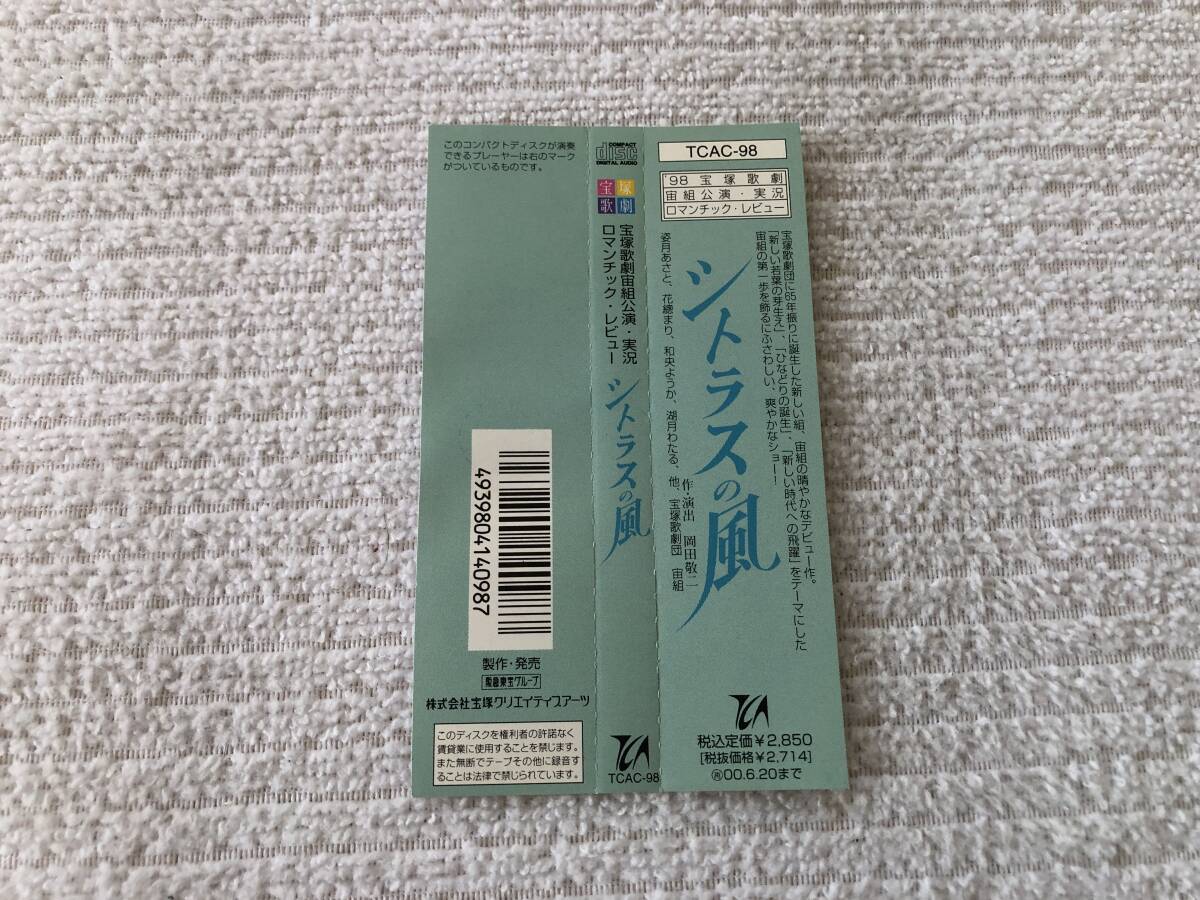 このコンパクトディスクが演奏
できるプレーヤーは右のマーク
がついているものです。
4939804140987
製作・発売
阪急東宝グループ
株式会社宝塚クリエイティブアーツ
このディスクを権利者の許諾なく
賃貸業に使用することを禁じます。
また無断でテープその他に録音す
ることは法律で禁じられています。
COMPACT
disc
DIGITAL AUDIO
宝塚
歌劇
宝塚歌劇宙組公演・実況
ロマンチック・レビュー
シトラスの風
TCA
TCAC-98
TCAC-98
'98 宝塚歌劇
宙組公演・実況
ロマンチック・レビュー
宝塚歌劇団に65年振りに誕生した新しい組、宙組の晴やかなデビュー作。
「新しい若葉の芽生え」、「ひなどりの誕生」、「新しい時代への飛躍」をテーマにした
宙組の第一歩を飾るにふさわしい、爽やかなショー!
シトラスの風
作・演出 岡田敬二
姿月あさと、花總まり、和央ようか、湖月わたる、他、宝塚歌劇団 宙組
TCA
税込定価¥2,850
[税抜価格¥2,714]
再00.6.20まで